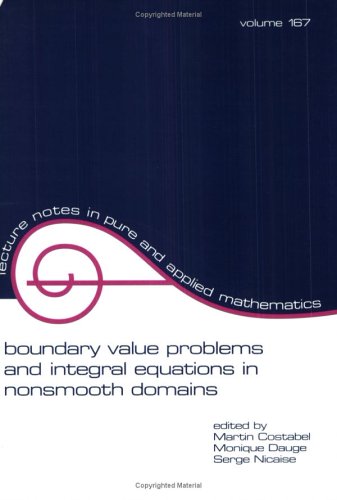 Copyrighted Material
volume 167
lecture notes in pure and applied mathematics
boundary value problems
and integral equations in
nonsmooth domains
edited by
Martin Costabel
Monique Dauge
Serge Nicaise
Copyrighted Material